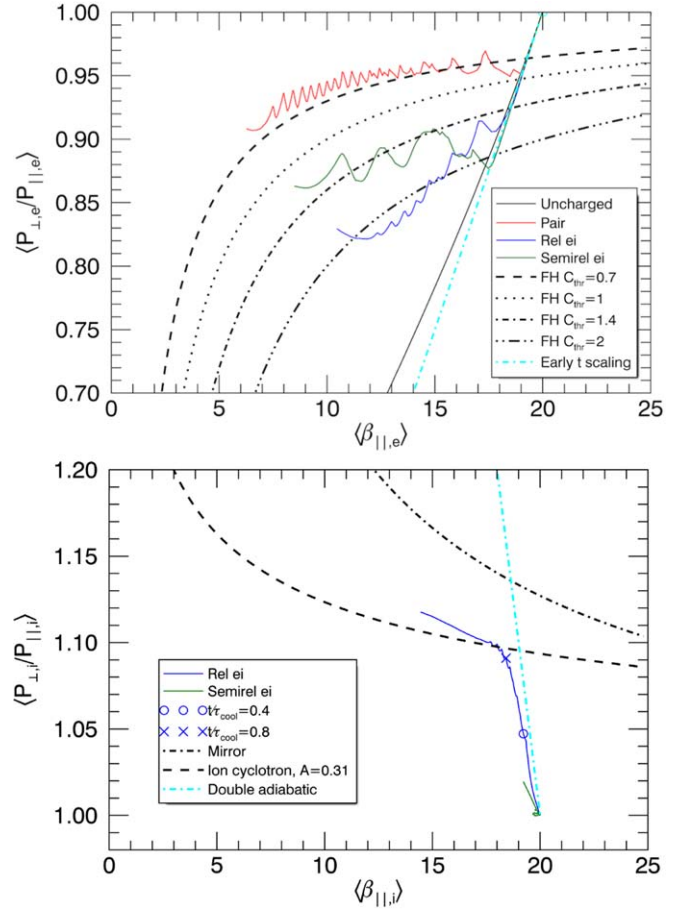 1.00
0.95
0.90
0.85
0.80
0.75
0.70
⟨P⊥,e/P||,e⟩
Uncharged
Pair
Rel ei
Semirel ei
FH Cthr=0.7
FH Cthr=1
FH Cthr=1.4
FH Cthr=2
Early t scaling
0 5 10 15 20 25
⟨β||,e⟩
1.20
1.15
1.10
1.05
1.00
⟨P⊥,i/P||,i⟩
Rel ei
Semirel ei
t/τcool=0.4
t/τcool=0.8
Mirror
Ion cyclotron, A=0.31
Double adiabatic
0 5 10 15 20 25
⟨β||,i⟩